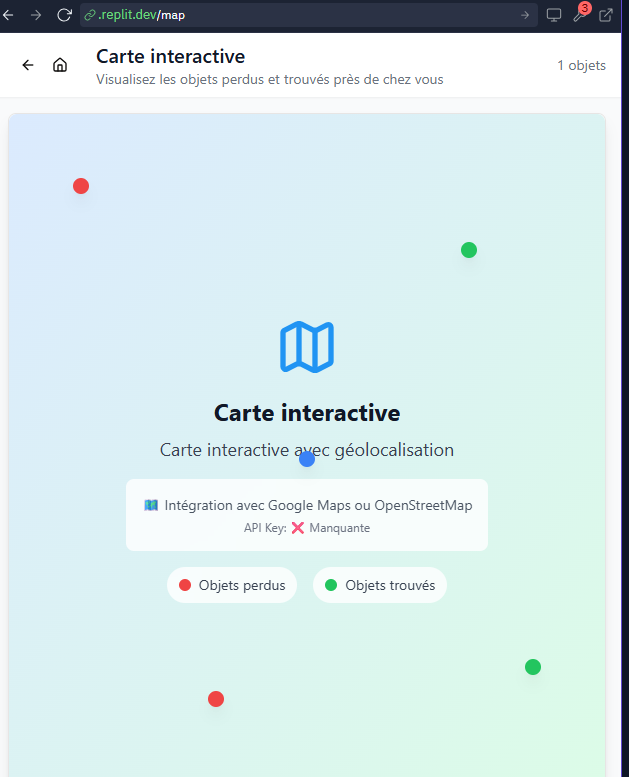 .replit.dev/map
3
Carte interactive
Visualisez les objets perdus et trouvés près de chez vous
1 objets
Carte interactive
Carte interactive avec géolocalisation
Intégration avec Google Maps ou OpenStreetMap
API Key: ❌ Manquante
Objets perdus
Objets trouvés